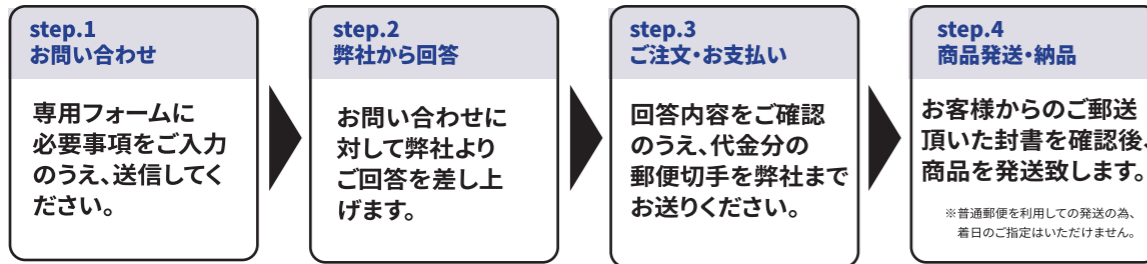 step.1
お問い合わせ
専用フォームに
必要事項をご入力
のうえ、送信してく
ださい。
step.2
弊社から回答
お問い合わせに
対して弊社より
ご回答を差し上
げます。
step.3
ご注文・お支払い
回答内容をご確認
のうえ、代金分の
郵便切手を弊社まで
お送りください。
step.4
商品発送・納品
お客様からのご郵送
頂いた封書を確認後、
商品を発送致します。
※普通郵便を利用しての発送の為、
着日のご指定はいただけません。